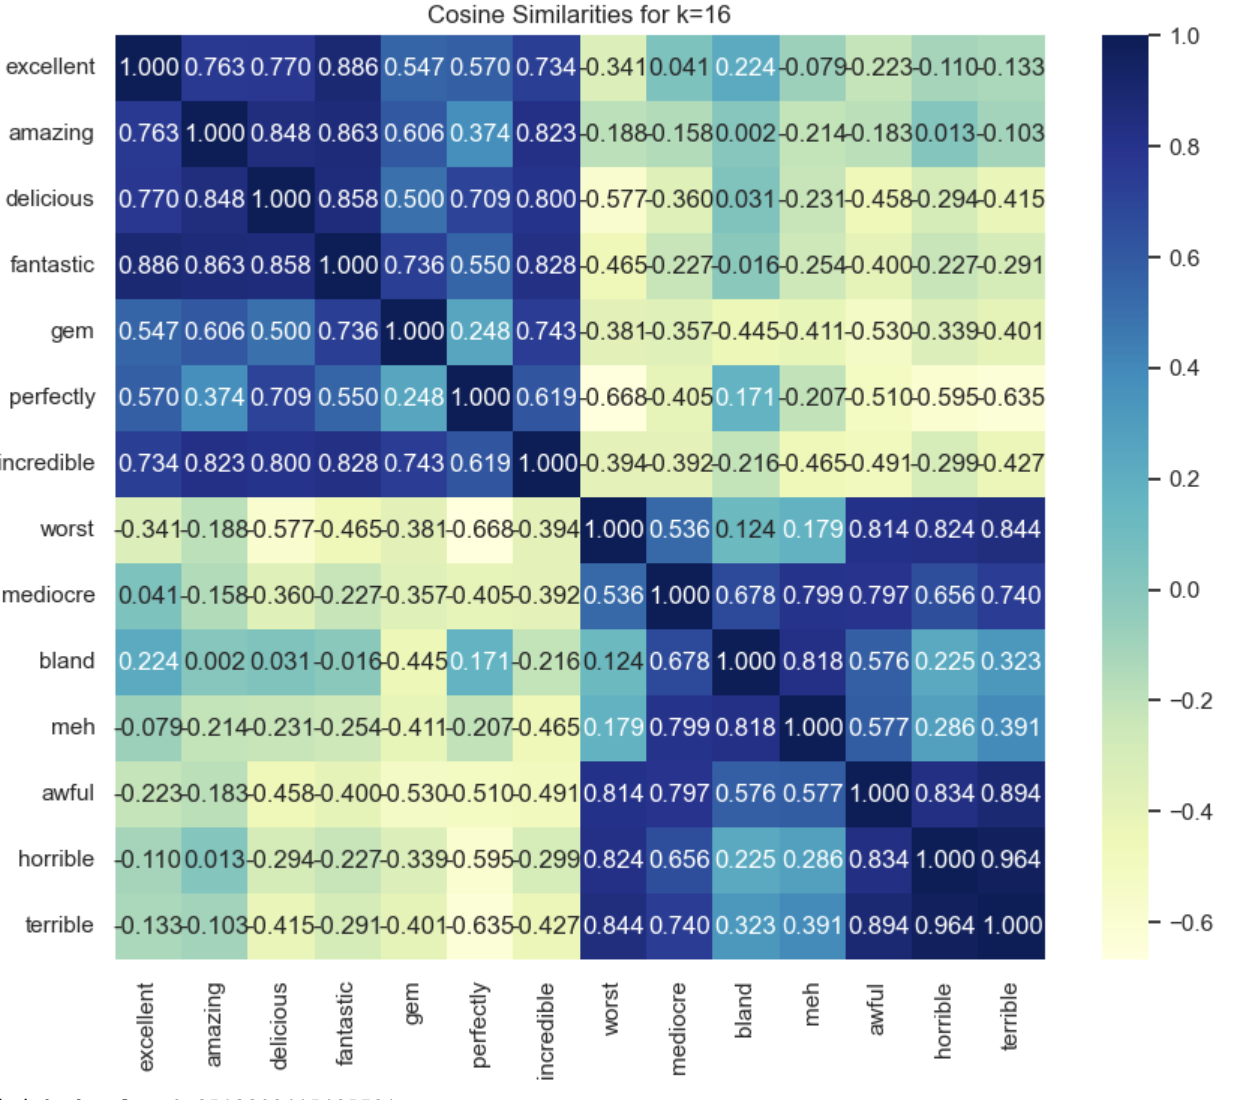 Cosine Similarities for k=16
excellent 1.000 0.763 0.770 0.886 0.547 0.570 0.734 -0.341 0.041 0.224 -0.079 -0.223 -0.110 -0.133
amazing 0.763 1.000 0.848 0.863 0.606 0.374 0.823 -0.188 -0.158 0.002 -0.214 -0.183 0.013 -0.103
delicious 0.770 0.848 1.000 0.858 0.500 0.709 0.800 -0.577 -0.360 0.031 -0.231 -0.458 -0.294 -0.415
fantastic 0.886 0.863 0.858 1.000 0.736 0.550 0.828 -0.465 -0.227 -0.016 -0.254 -0.400 -0.227 -0.291
gem 0.547 0.606 0.500 0.736 1.000 0.248 0.743 -0.381 -0.357 -0.445 -0.411 -0.530 -0.339 -0.401
perfectly 0.570 0.374 0.709 0.550 0.248 1.000 0.619 -0.668 -0.405 0.171 -0.207 -0.510 -0.595 -0.635
incredible 0.734 0.823 0.800 0.828 0.743 0.619 1.000 -0.394 -0.392 -0.216 -0.465 -0.491 -0.299 -0.427
worst -0.341 -0.188 -0.577 -0.465 -0.381 -0.668 -0.394 1.000 0.536 0.124 0.179 0.814 0.824 0.844
mediocre 0.041 -0.158 -0.360 -0.227 -0.357 -0.405 -0.392 0.536 1.000 0.678 0.799 0.797 0.656 0.740
bland 0.224 0.002 0.031 -0.016 -0.445 0.171 -0.216 0.124 0.678 1.000 0.818 0.576 0.225 0.323
meh -0.079 -0.214 -0.231 -0.254 -0.411 -0.207 -0.465 0.179 0.799 0.818 1.000 0.577 0.286 0.391
awful -0.223 -0.183 -0.458 -0.400 -0.530 -0.510 -0.491 0.814 0.797 0.576 0.577 1.000 0.834 0.894
horrible -0.110 0.013 -0.294 -0.227 -0.339 -0.595 -0.299 0.824 0.656 0.225 0.286 0.834 1.000 0.964
terrible -0.133 -0.103 -0.415 -0.291 -0.401 -0.635 -0.427 0.844 0.740 0.323 0.391 0.894 0.964 1.000
excellent amazing delicious fantastic gem perfectly incredible worst mediocre bland meh awful horrible terrible
1.0
0.8
0.6
0.4
0.2
0.0
−0.2
−0.4
−0.6